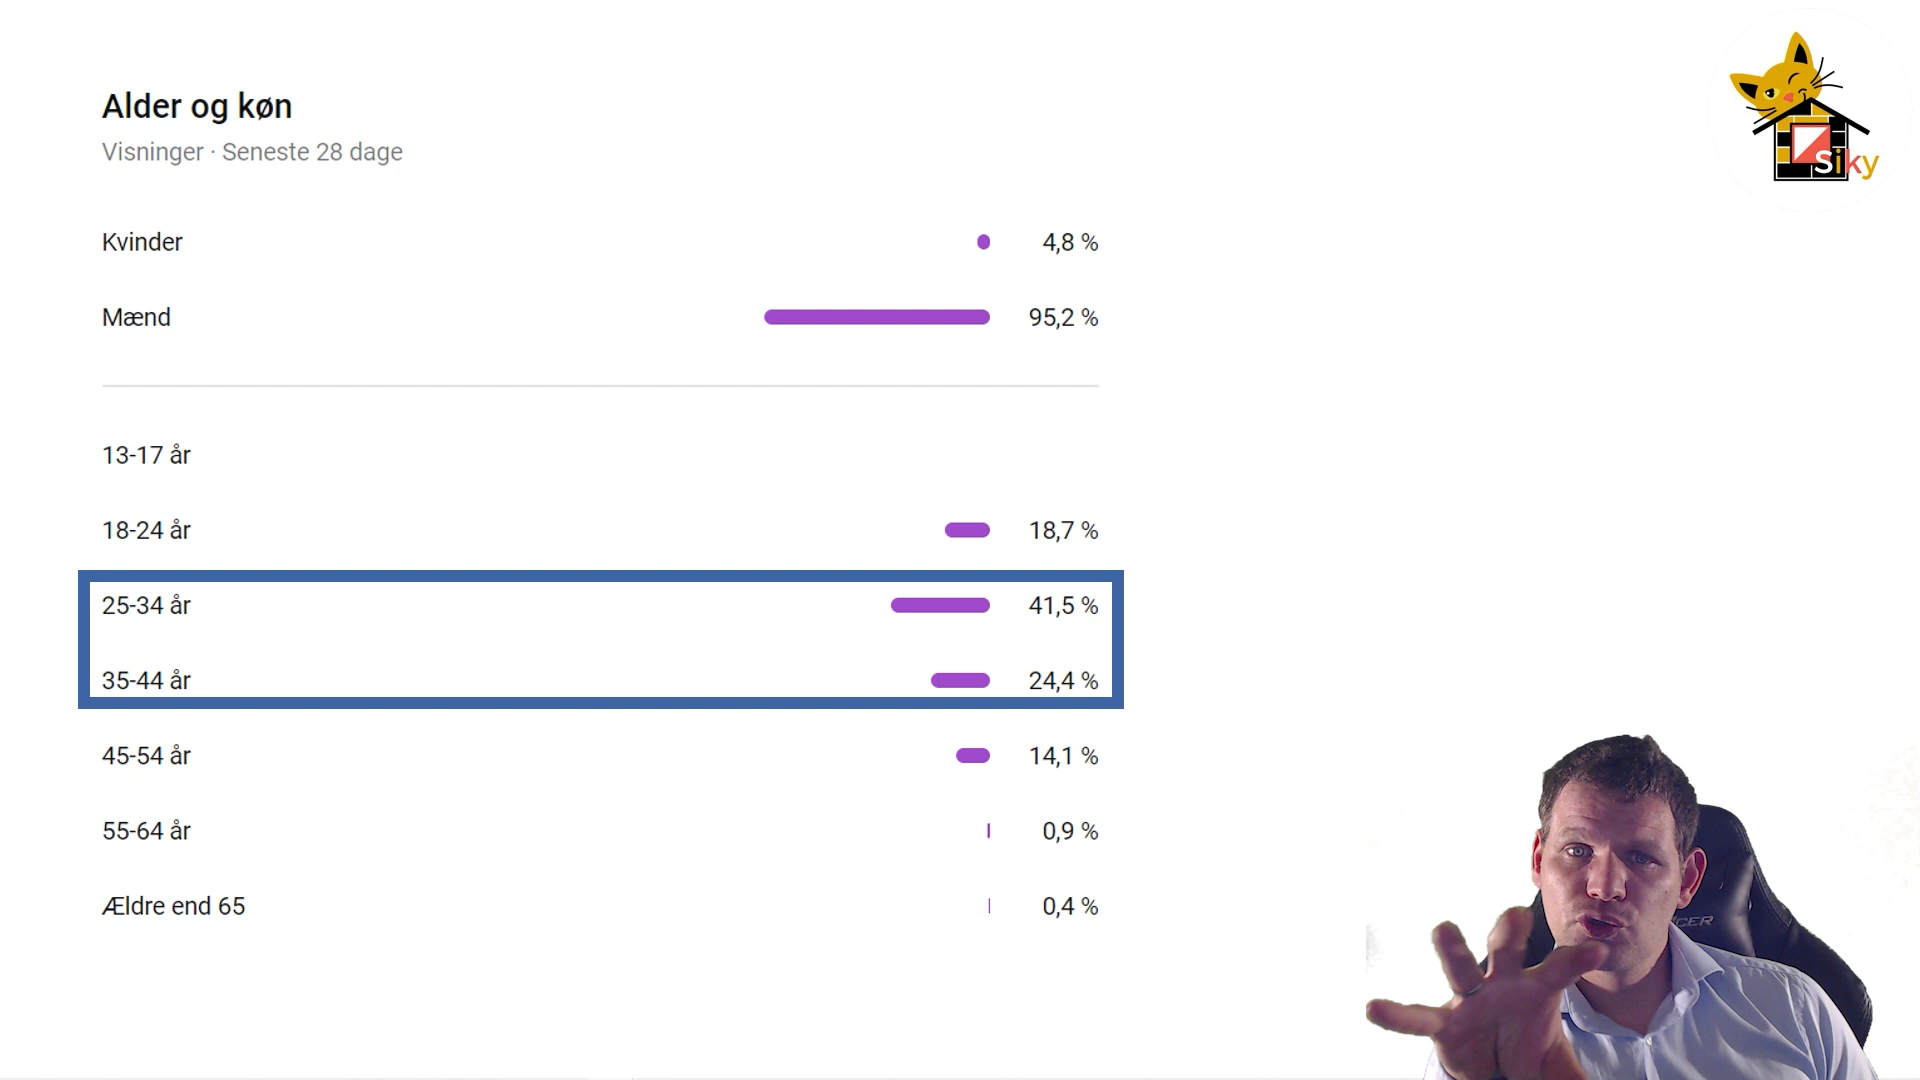 Alder og køn
Visninger · Seneste 28 dage
Kvinder 4,8 %
Mænd 95,2 %
13-17 år
18-24 år 18,7 %
25-34 år 41,5 %
35-44 år 24,4 %
45-54 år 14,1 %
55-64 år 0,9 %
Ældre end 65 0,4 %
Siky